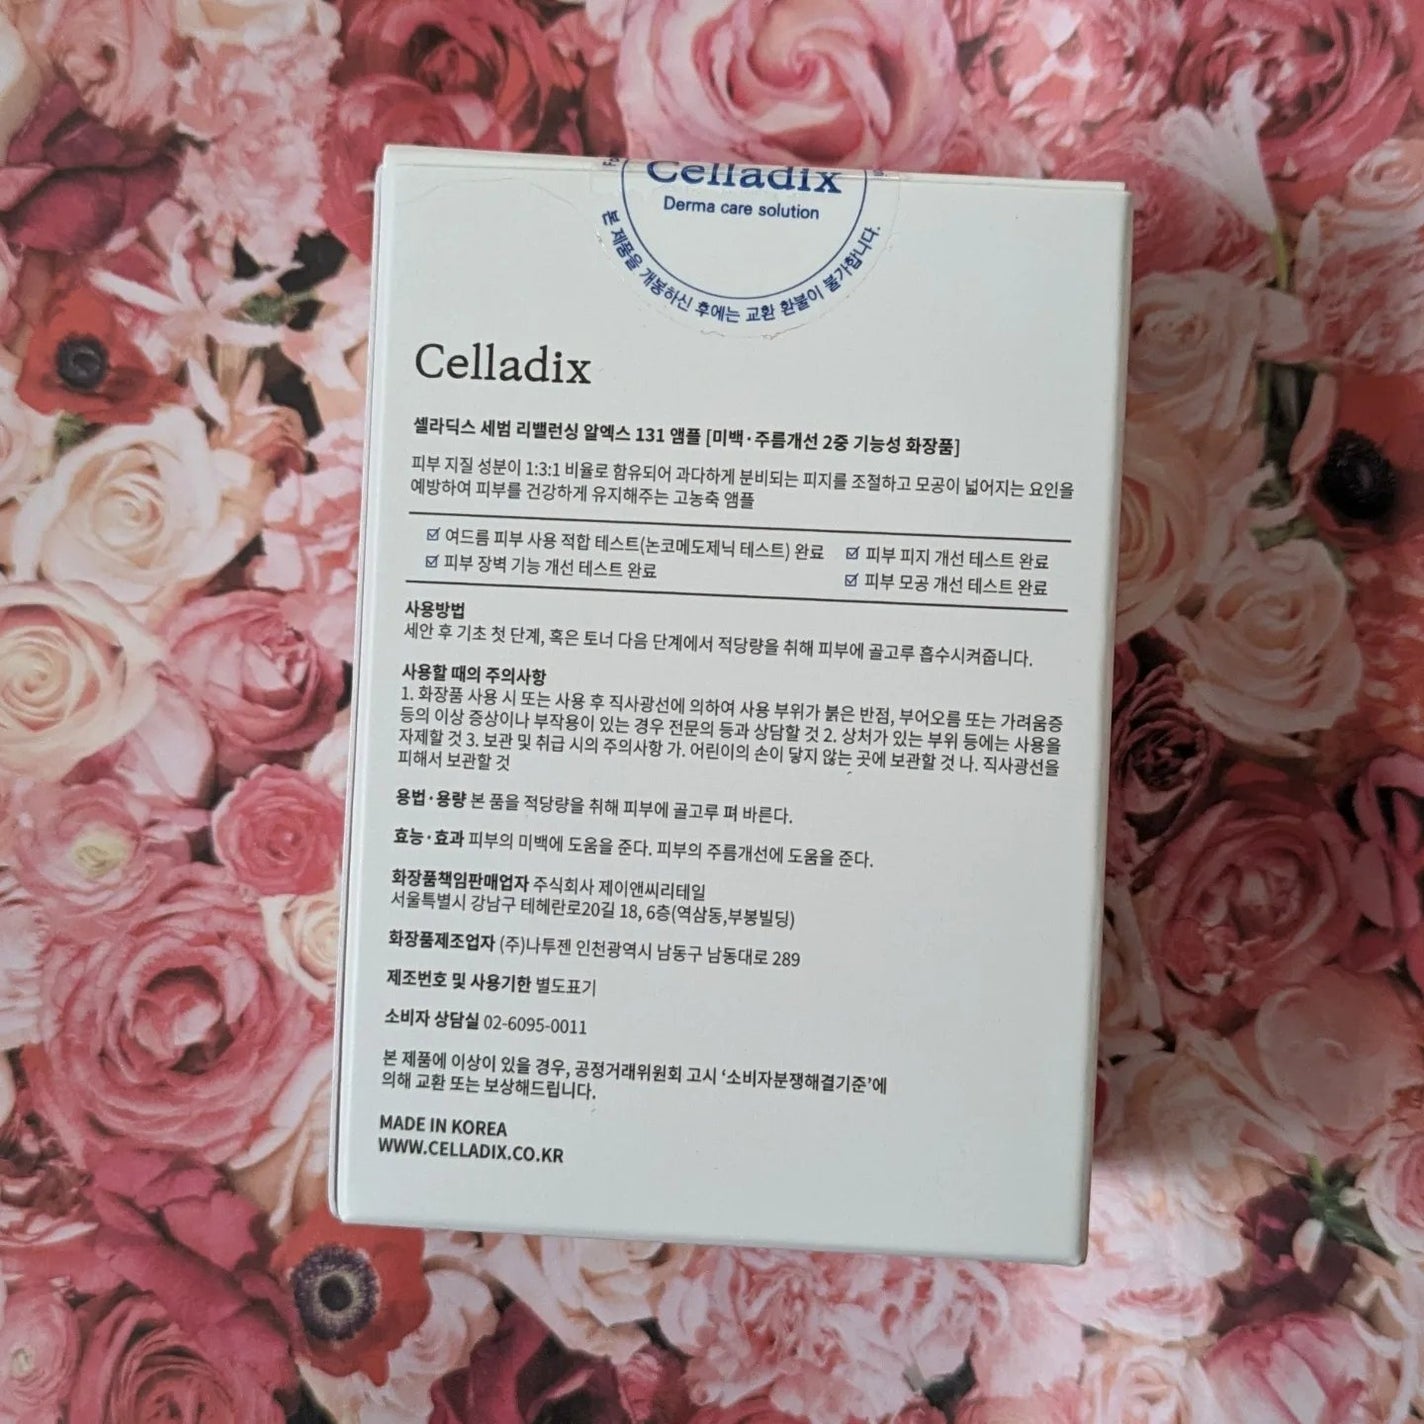 Celladix
Derma care solution
본 제품을 개봉하신 후에는 교환 환불이 불가합니다.
Celladix
셀라딕스 세범 리밸런싱 알엑스 131 앰플 [미백·주름개선 2중 기능성 화장품]
피부 지질 성분이 1:3:1 비율로 함유되어 과다하게 분비되는 피지를 조절하고 모공이 넓어지는 요인을
예방하여 피부를 건강하게 유지해주는 고농축 앰플
☑ 여드름 피부 사용 적합 테스트(논코메도제닉 테스트) 완료 ☑ 피부 피지 개선 테스트 완료
☑ 피부 장벽 기능 개선 테스트 완료 ☑ 피부 모공 개선 테스트 완료
사용방법
세안 후 기초 첫 단계, 혹은 토너 다음 단계에서 적당량을 취해 피부에 골고루 흡수시켜줍니다.
사용할 때의 주의사항
1. 화장품 사용 시 또는 사용 후 직사광선에 의하여 사용 부위가 붉은 반점, 부어오름 또는 가려움증
등의 이상 증상이나 부작용이 있는 경우 전문의 등과 상담할 것 2. 상처가 있는 부위 등에는 사용을
자제할 것 3. 보관 및 취급 시의 주의사항 가. 어린이의 손이 닿지 않는 곳에 보관할 것 나. 직사광선을
피해서 보관할 것
용법·용량 본 품을 적당량을 취해 피부에 골고루 펴 바른다.
효능·효과 피부의 미백에 도움을 준다. 피부의 주름개선에 도움을 준다.
화장품책임판매업자 주식회사 제이앤씨리테일
서울특별시 강남구 테헤란로20길 18, 6층(역삼동,부봉빌딩)
화장품제조업자 (주)나투젠 인천광역시 남동구 남동대로 289
제조번호 및 사용기한 별도표기
소비자 상담실 02-6095-0011
본 제품에 이상이 있을 경우, 공정거래위원회 고시 ‘소비자분쟁해결기준’에
의해 교환 또는 보상해드립니다.
MADE IN KOREA
WWW.CELLADIX.CO.KR